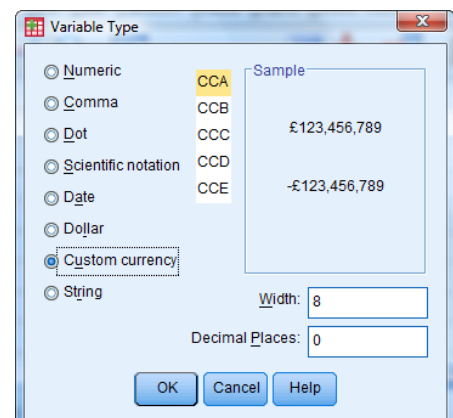 Variable Type
Numeric
Comma
Dot
Scientific notation
Date
Dollar
Custom currency
String
CCA
CCB
CCC
CCD
CCE
Sample
£123,456,789
-£123,456,789
Width: 8
Decimal Places: 0
OK Cancel Help